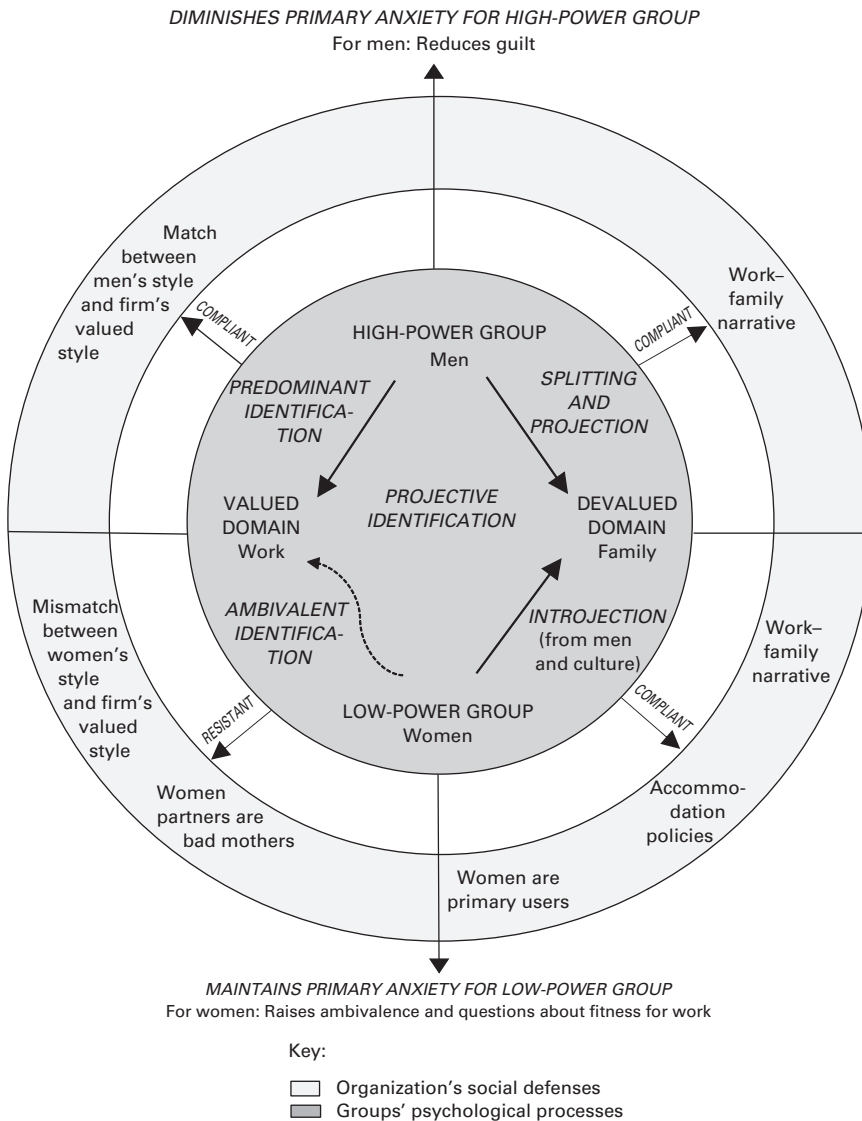 DIMINISHES PRIMARY ANXIETY FOR HIGH-POWER GROUP
For men: Reduces guilt
Match
between
men's style
and firm's
valued
style
COMPLIANT
HIGH-POWER GROUP
Men
COMPLIANT
Work–
family
narrative
PREDOMINANT
IDENTIFICA-
TION
SPLITTING
AND
PROJECTION
VALUED
DOMAIN
Work
PROJECTIVE
IDENTIFICATION
DEVALUED
DOMAIN
Family
Mismatch
between
women's
style
and firm's
valued
style
AMBIVALENT
IDENTIFICA-
TION
INTROJECTION
(from men
and culture)
Work–
family
narrative
RESISTANT
LOW-POWER GROUP
Women
COMPLIANT
Women
partners are
bad mothers
Accommo-
dation
policies
Women are
primary users
MAINTAINS PRIMARY ANXIETY FOR LOW-POWER GROUP
For women: Raises ambivalence and questions about fitness for work
Key:
Organization's social defenses
Groups' psychological processes